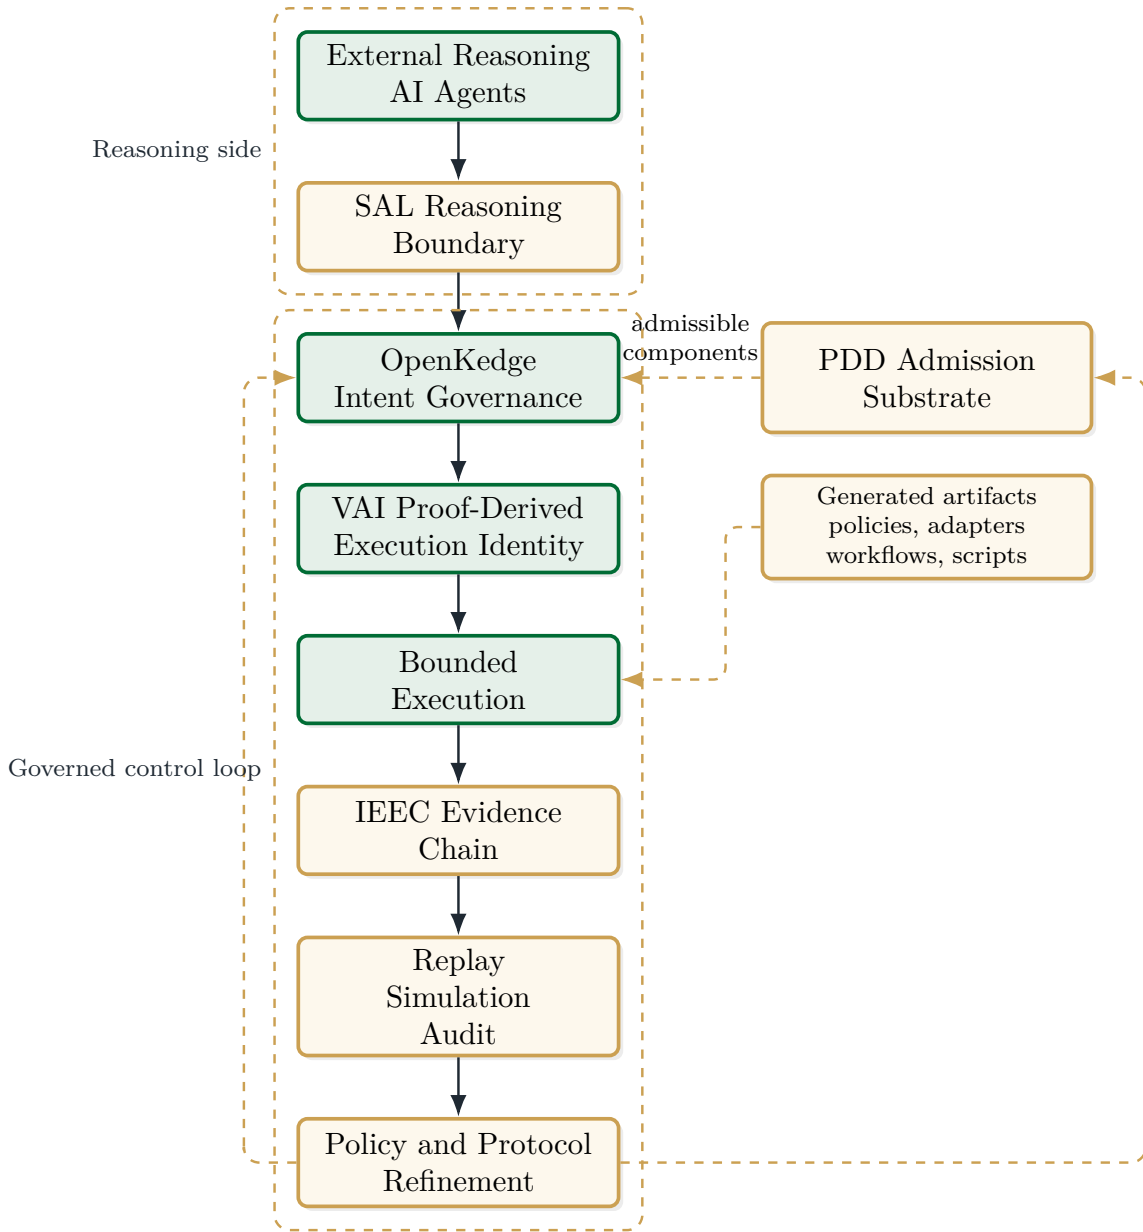 External Reasoning
AI Agents
Reasoning side
SAL Reasoning
Boundary
admissible
components
OpenKedge
Intent Governance
PDD Admission
Substrate
VAI Proof-Derived
Execution Identity
Generated artifacts
policies, adapters
workflows, scripts
Bounded
Execution
Governed control loop
IEEC Evidence
Chain
Replay
Simulation
Audit
Policy and Protocol
Refinement